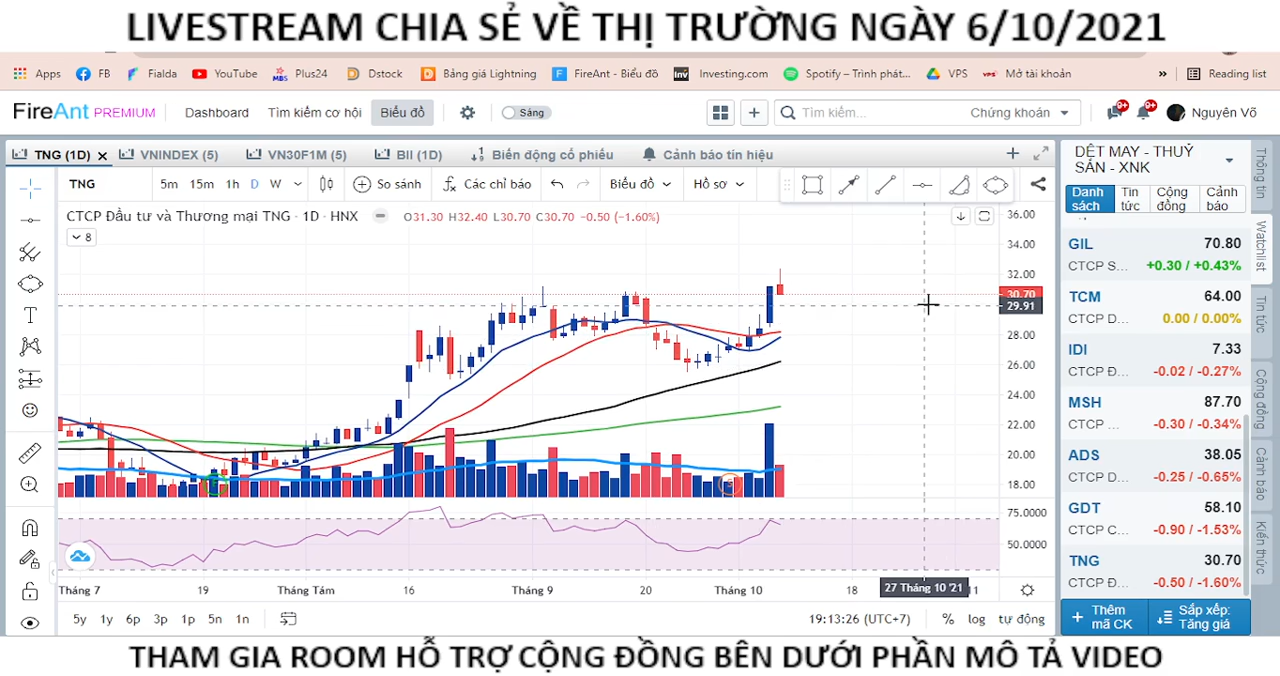 LIVESTREAM CHIA SẺ VỀ THỊ TRƯỜNG NGÀY 6/10/2021
Apps FB Fialda YouTube Plus24 Dstock Bảng giá Lightning FireAnt - Biểu đồ Investing.com Spotify – Trình phát... VPS Mở tài khoản » Reading list
FireAnt PREMIUM Dashboard Tìm kiếm cơ hội Biểu đồ Sáng Tìm kiếm... Chứng khoán 9+ 9+ Nguyên Võ
TNG (1D) VNINDEX (5) VN30F1M (5) BII (1D) Biến động cổ phiếu Cảnh báo tín hiệu
TNG 5m 15m 1h D W So sánh Các chỉ báo Biểu đồ Hồ sơ
CTCP Đầu tư và Thương mại TNG · 1D · HNX O31.30 H32.40 L30.70 C30.70 -0.50 (-1.60%)
8
36.00
34.00
32.00
30.70
29.91
28.00
26.00
24.00
22.00
20.00
18.00
75.0000
50.0000
Tháng 7 19 Tháng Tám 16 Tháng 9 20 Tháng 10 18 27 Tháng 10 '21 11
5y 1y 6p 3p 1p 5n 1n 19:13:26 (UTC+7) % log tự động
DỆT MAY - THUỶ
SẢN - XNK
Danh sách Tin tức Cộng đồng Cảnh báo
GIL 70.80
CTCP S... +0.30 / +0.43%
TCM 64.00
CTCP D... 0.00 / 0.00%
IDI 7.33
CTCP Đ... -0.02 / -0.27%
MSH 87.70
CTCP ... -0.30 / -0.34%
ADS 38.05
CTCP D... -0.25 / -0.65%
GDT 58.10
CTCP C... -0.90 / -1.53%
TNG 30.70
CTCP Đ... -0.50 / -1.60%
Thêm mã CK
Sắp xếp: Tăng giá
Thông tin
Watchlist
Tin tức
Cộng đồng
Cảnh báo
Kiến thức
THAM GIA ROOM HỖ TRỢ CỘNG ĐỒNG BÊN DƯỚI PHẦN MÔ TẢ VIDEO